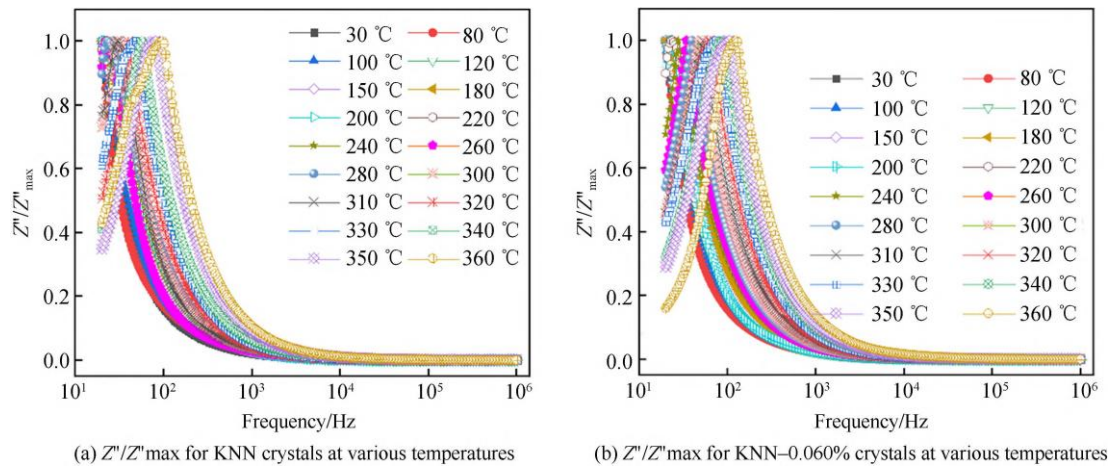 1.0
0.8
0.6
0.4
0.2
0.0
Z''/Z''max
30 ℃ 80 ℃
100 ℃ 120 ℃
150 ℃ 180 ℃
200 ℃ 220 ℃
240 ℃ 260 ℃
280 ℃ 300 ℃
310 ℃ 320 ℃
330 ℃ 340 ℃
350 ℃ 360 ℃
10¹ 10² 10³ 10⁴ 10⁵ 10⁶
Frequency/Hz
(a) Z''/Z''max for KNN crystals at various temperatures
1.0
0.8
0.6
0.4
0.2
0.0
Z''/Z''max
30 ℃ 80 ℃
100 ℃ 120 ℃
150 ℃ 180 ℃
200 ℃ 220 ℃
240 ℃ 260 ℃
280 ℃ 300 ℃
310 ℃ 320 ℃
330 ℃ 340 ℃
350 ℃ 360 ℃
10¹ 10² 10³ 10⁴ 10⁵ 10⁶
Frequency/Hz
(b) Z''/Z''max for KNN–0.060% crystals at various temperatures